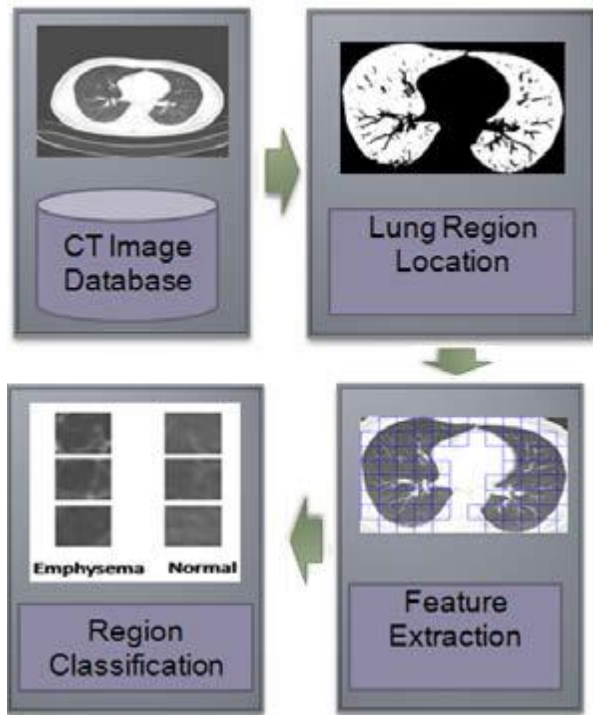 CT Image
Database
Lung Region
Location
Feature
Extraction
Emphysema Normal
Region
Classification